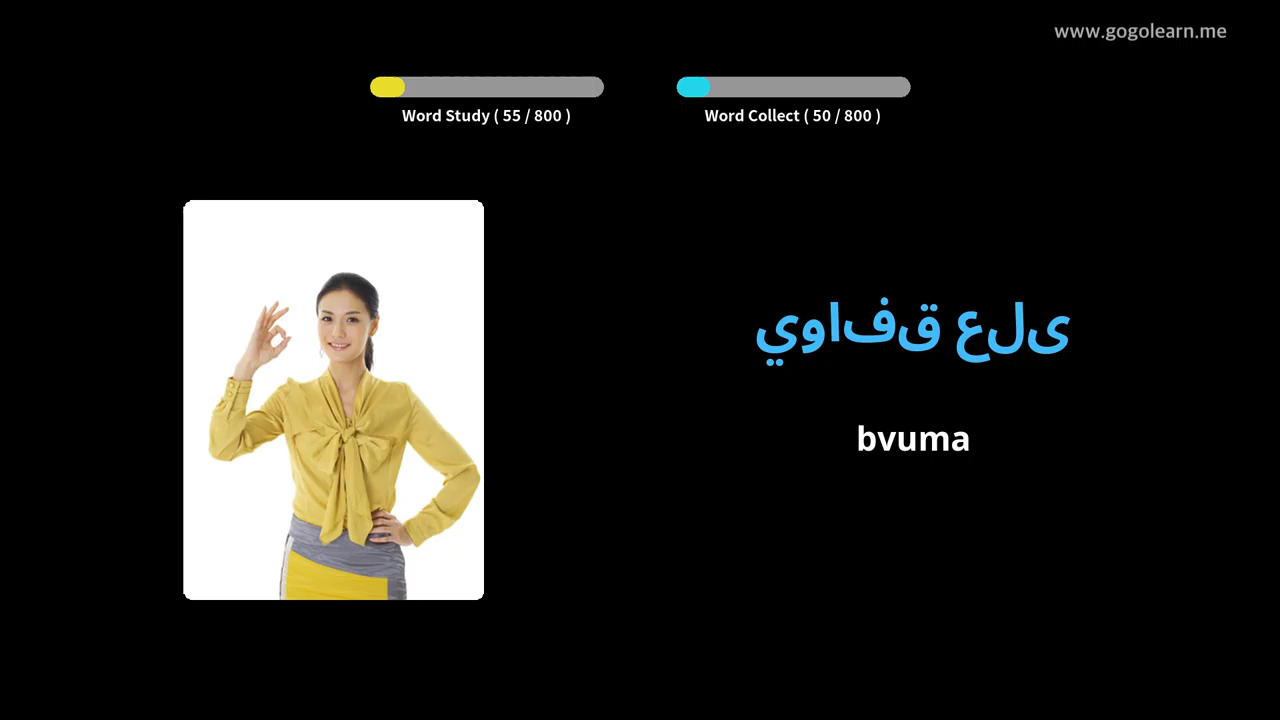 www.gogolearn.me
Word Study ( 55 / 800 )
Word Collect ( 50 / 800 )
يوافق على
bvuma